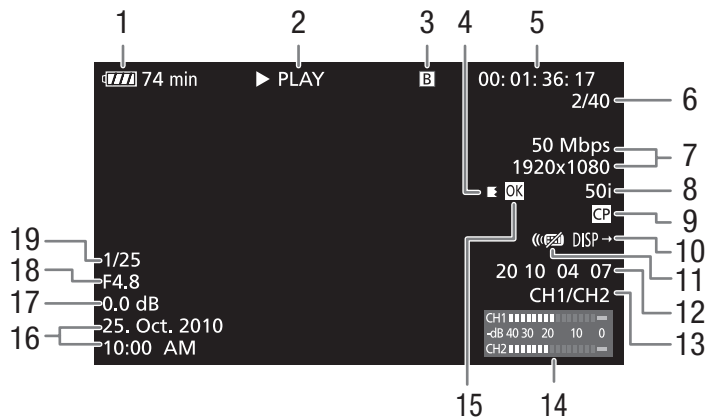 1 2 3 4 5
74 min PLAY B 00: 01: 36: 17
2/40 6
50 Mbps 7
1920x1080
OK 50i 8
CP 9
DISP 10
11
20 10 04 07 12
CH1/CH2 13
19 1/25
18 F4.8
17 0.0 dB
16 25. Oct. 2010
10:00 AM
CH1
-dB 40 30 20 10 0
CH2
15 14